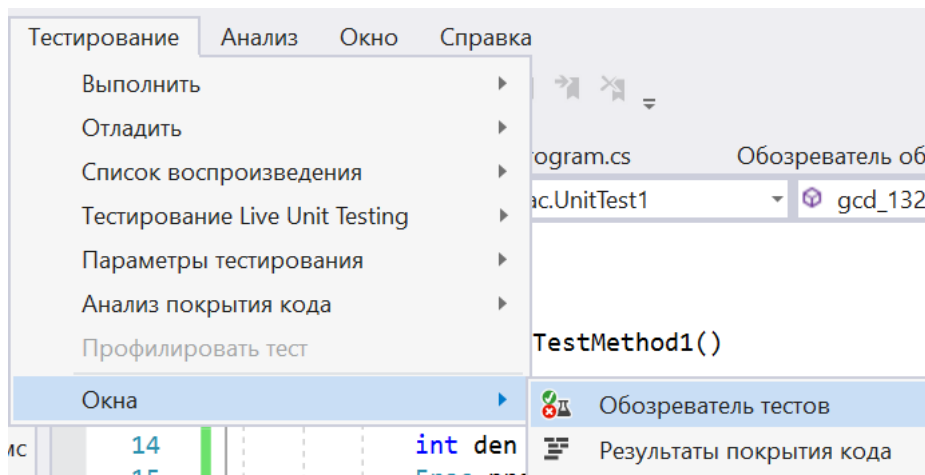 Тестирование Анализ Окно Справка
Выполнить
Отладить
Список воспроизведения
rogram.cs Обозреватель об
Тестирование Live Unit Testing
ac.UnitTest1 gcd_132
Параметры тестирования
Анализ покрытия кода
Профилировать тест
TestMethod1()
Окна
Обозреватель тестов
мс 14 int den
Результаты покрытия кода